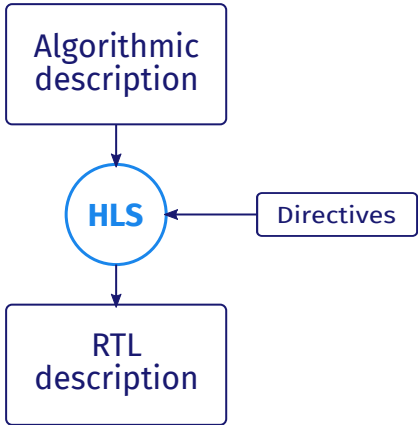 Algorithmic
description
HLS
Directives
RTL
description